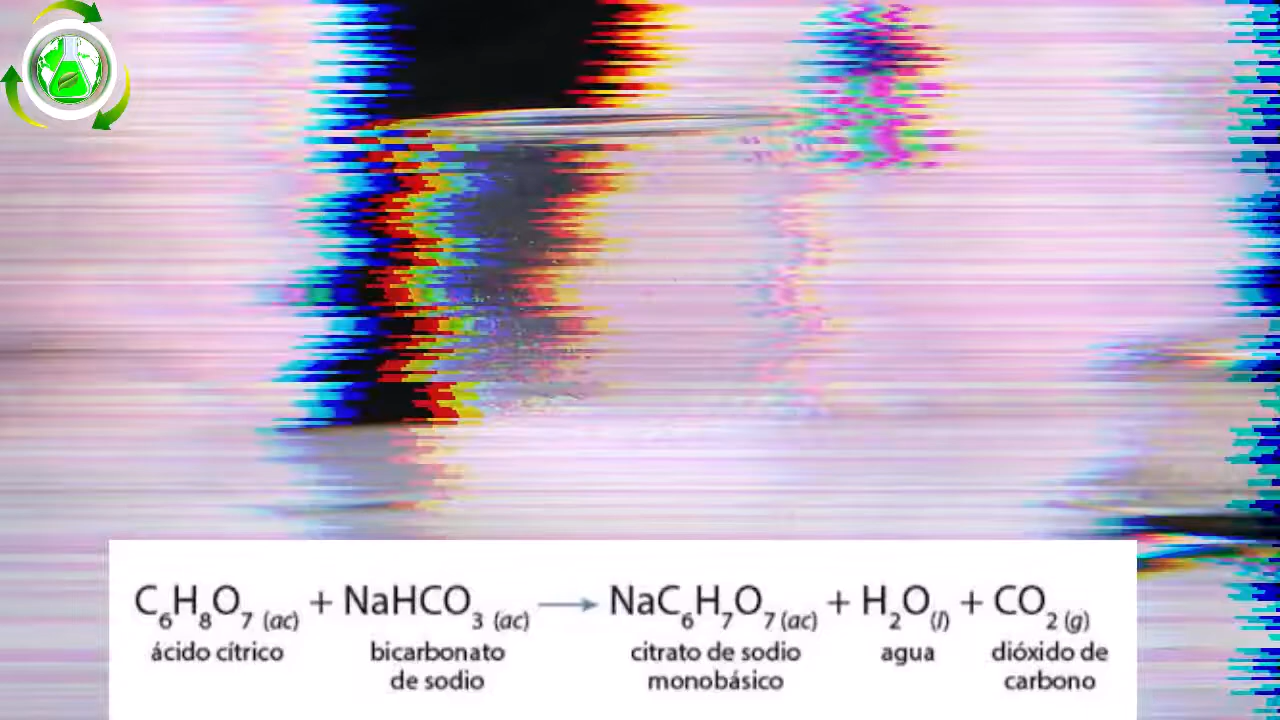 C₆H₈O₇ (ac) + NaHCO₃ (ac) → NaC₆H₇O₇ (ac) + H₂O(l) + CO₂ (g)
ácido cítrico bicarbonato citrato de sodio agua dióxido de
de sodio monobásico carbono